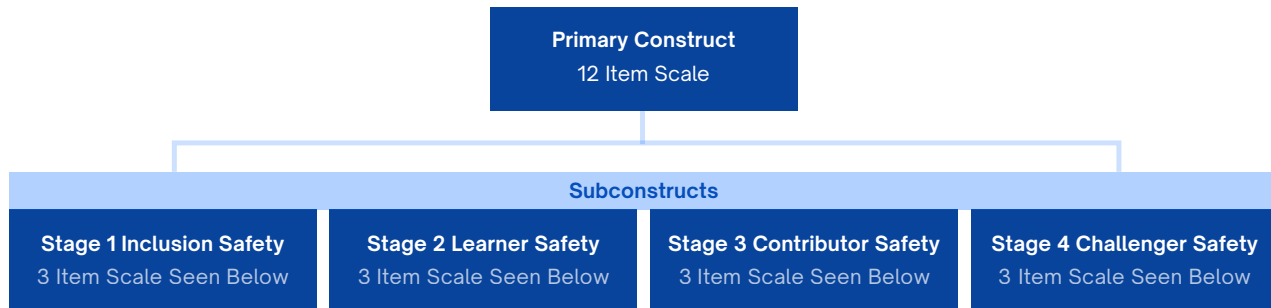 Primary Construct
12 Item Scale
Subconstructs
Stage 1 Inclusion Safety
3 Item Scale Seen Below
Stage 2 Learner Safety
3 Item Scale Seen Below
Stage 3 Contributor Safety
3 Item Scale Seen Below
Stage 4 Challenger Safety
3 Item Scale Seen Below